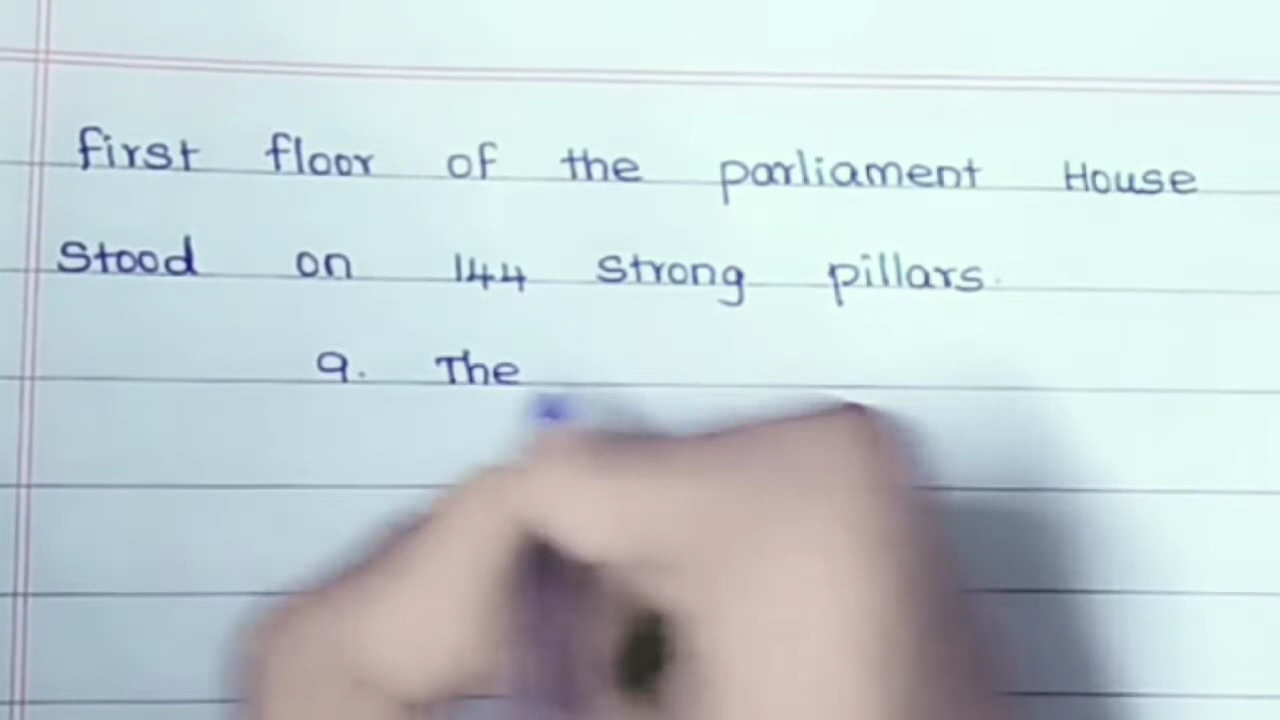 first floor of the parliament House
Stood on 144 strong pillars.
9. The